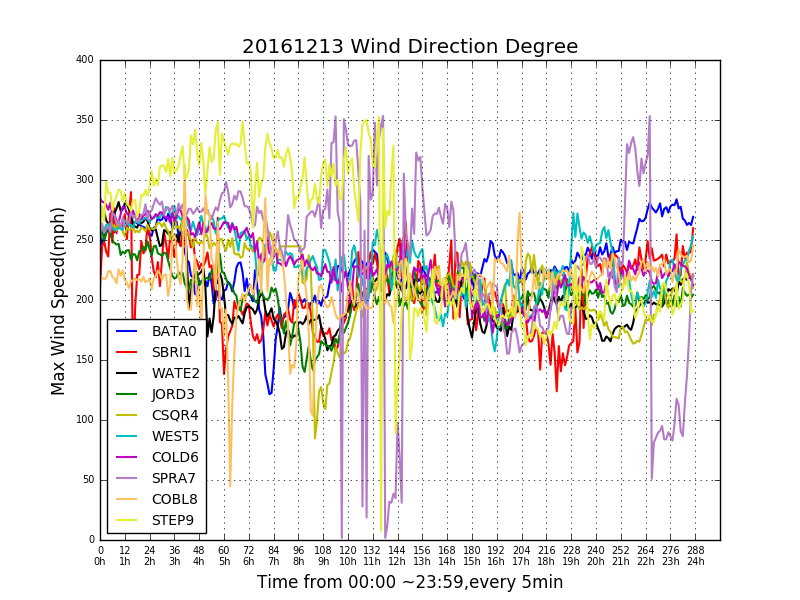 20161213 Wind Direction Degree
Max Wind Speed(mph)
400
350
300
250
200
150
100
50
0
BATA0
SBRI1
WATE2
JORD3
CSQR4
WEST5
COLD6
SPRA7
COBL8
STEP9
0 12 24 36 48 60 72 84 96 108 120 132 144 156 168 180 192 204 216 228 240 252 264 276 288
0h 1h 2h 3h 4h 5h 6h 7h 8h 9h 10h 11h 12h 13h 14h 15h 16h 17h 18h 19h 20h 21h 22h 23h 24h
Time from 00:00 ~23:59,every 5min